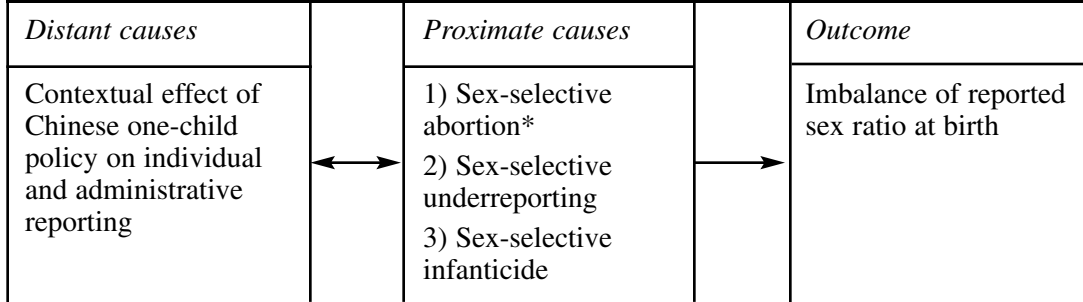 Distant causes
Contextual effect of
Chinese one-child
policy on individual
and administrative
reporting
Proximate causes
1) Sex-selective
abortion*
2) Sex-selective
underreporting
3) Sex-selective
infanticide
Outcome
Imbalance of reported
sex ratio at birth